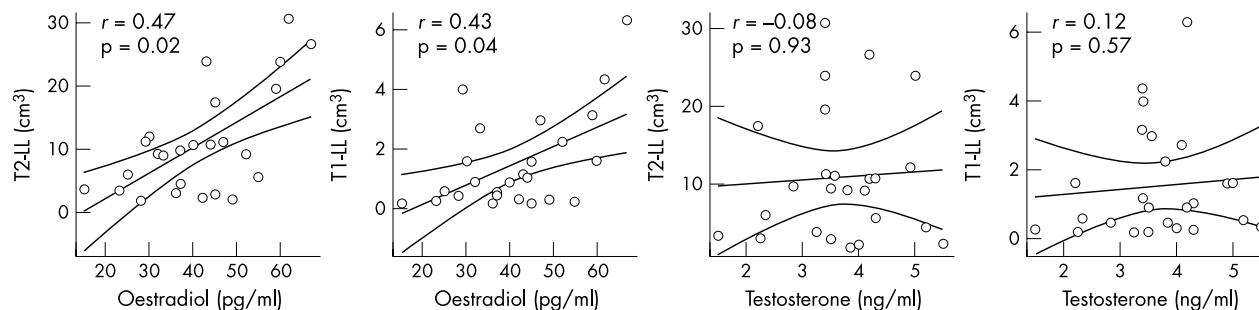 r = 0.47
p = 0.02
30
20
10
0
T2-LL (cm³)
20 30 40 50 60
Oestradiol (pg/ml)
r = 0.43
p = 0.04
6
4
2
0
T1-LL (cm³)
20 30 40 50 60
Oestradiol (pg/ml)
r = –0.08
p = 0.93
30
20
10
T2-LL (cm³)
2 3 4 5
Testosterone (ng/ml)
r = 0.12
p = 0.57
6
4
2
0
T1-LL (cm³)
2 3 4 5
Testosterone (ng/ml)